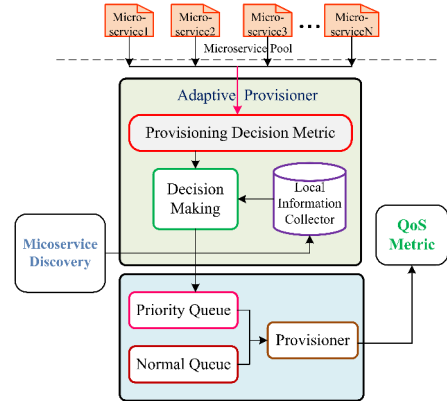 Micro-
service1
Micro-
service2
Micro-
service3
...
Micro-
serviceN
Microservice Pool
Adaptive Provisioner
Provisioning Decision Metric
Decision
Making
Local
Information
Collector
Micoservice
Discovery
QoS
Metric
Priority Queue
Normal Queue
Provisioner